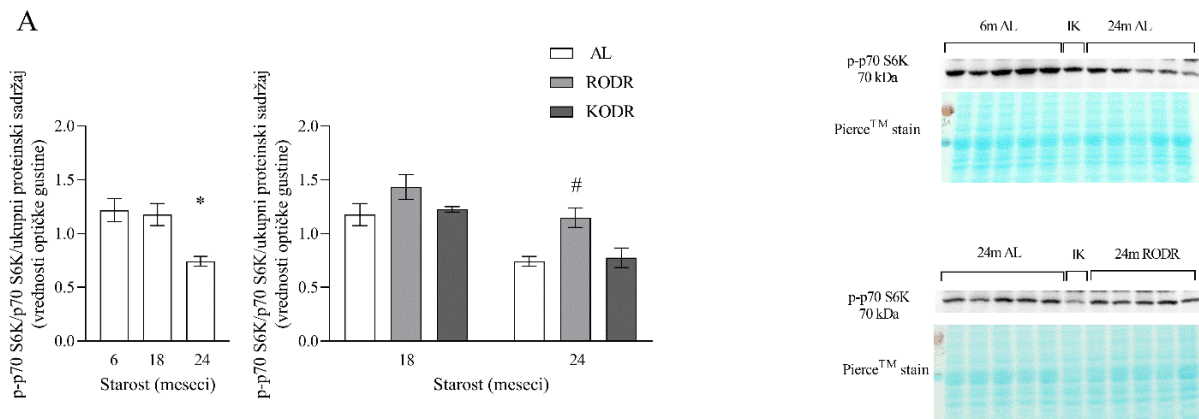 A
AL
RODR
KODR
p-p70 S6K/p70 S6K/ukupni proteinski sadržaj
(vrednosti optičke gustine)
2.0
1.5
1.0
0.5
0.0
*
6
18
24
Starost (meseci)
p-p70 S6K/p70 S6K/ukupni proteinski sadržaj
(vrednosti optičke gustine)
2.0
1.5
1.0
0.5
0.0
#
18
24
Starost (meseci)
6m AL
IK
24m AL
p-p70 S6K
70 kDa
Pierce™ stain
24m AL
IK
24m RODR
p-p70 S6K
70 kDa
Pierce™ stain